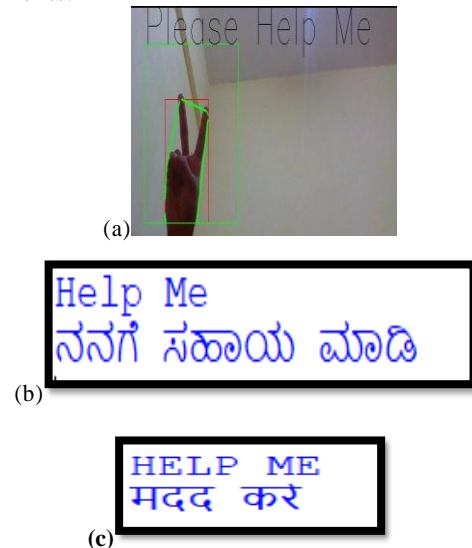 Please Help Me
(a)
Help Me
ನನಗೆ ಸಹಾಯ ಮಾಡಿ
(b)
HELP ME
मदद करे
(c)